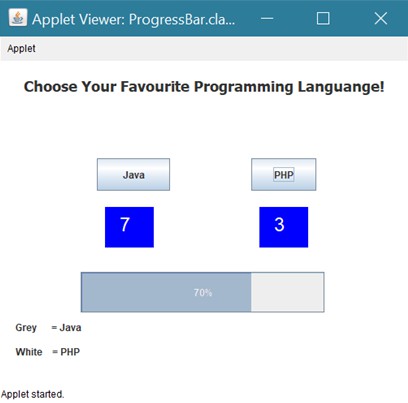 Applet Viewer: ProgressBar.cla...
Applet
Choose Your Favourite Programming Languange!
Java PHP
7 3
70%
Grey = Java
White = PHP
Applet started.